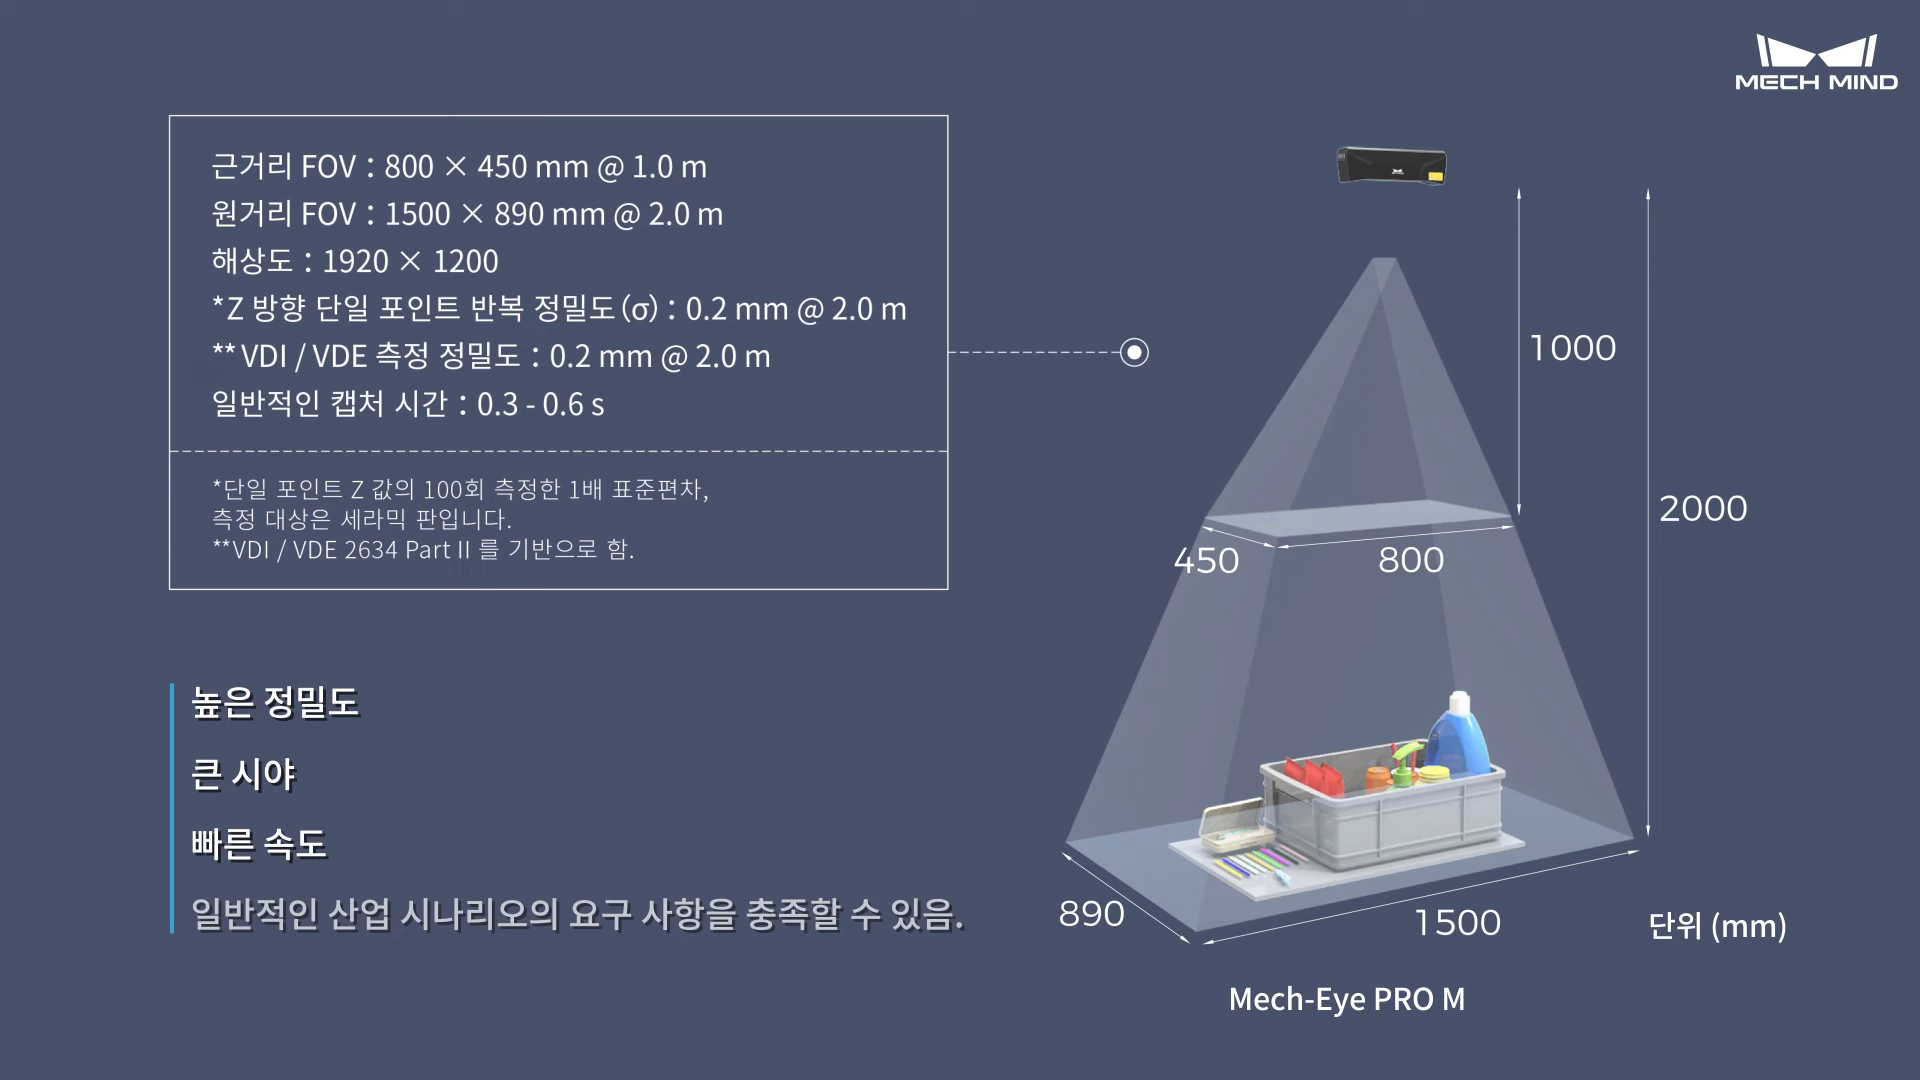 MECH MIND
근거리 FOV : 800 × 450 mm @ 1.0 m
원거리 FOV : 1500 × 890 mm @ 2.0 m
해상도 : 1920 × 1200
*Z 방향 단일 포인트 반복 정밀도(σ) : 0.2 mm @ 2.0 m
**VDI / VDE 측정 정밀도 : 0.2 mm @ 2.0 m
일반적인 캡처 시간 : 0.3 - 0.6 s
*단일 포인트 Z 값의 100회 측정한 1배 표준편차,
측정 대상은 세라믹 판입니다.
**VDI / VDE 2634 Part II 를 기반으로 함.
높은 정밀도
큰 시야
빠른 속도
일반적인 산업 시나리오의 요구 사항을 충족할 수 있음.
1000
2000
450
800
890
1500
단위 (mm)
Mech-Eye PRO M